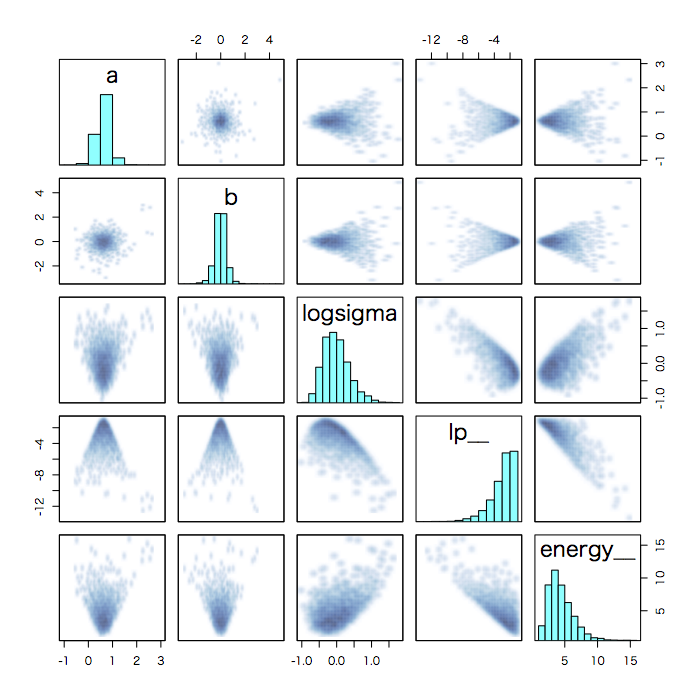 -2 0 2 4 -12 -8 -4
a
-1 0 1 2 3
b
-2 0 2 4
logsigma
-1.0 0.0 1.0
lp__
-12 -8 -4
energy__
5 10 15
-1 0 1 2 3 -1.0 0.0 1.0 5 10 15